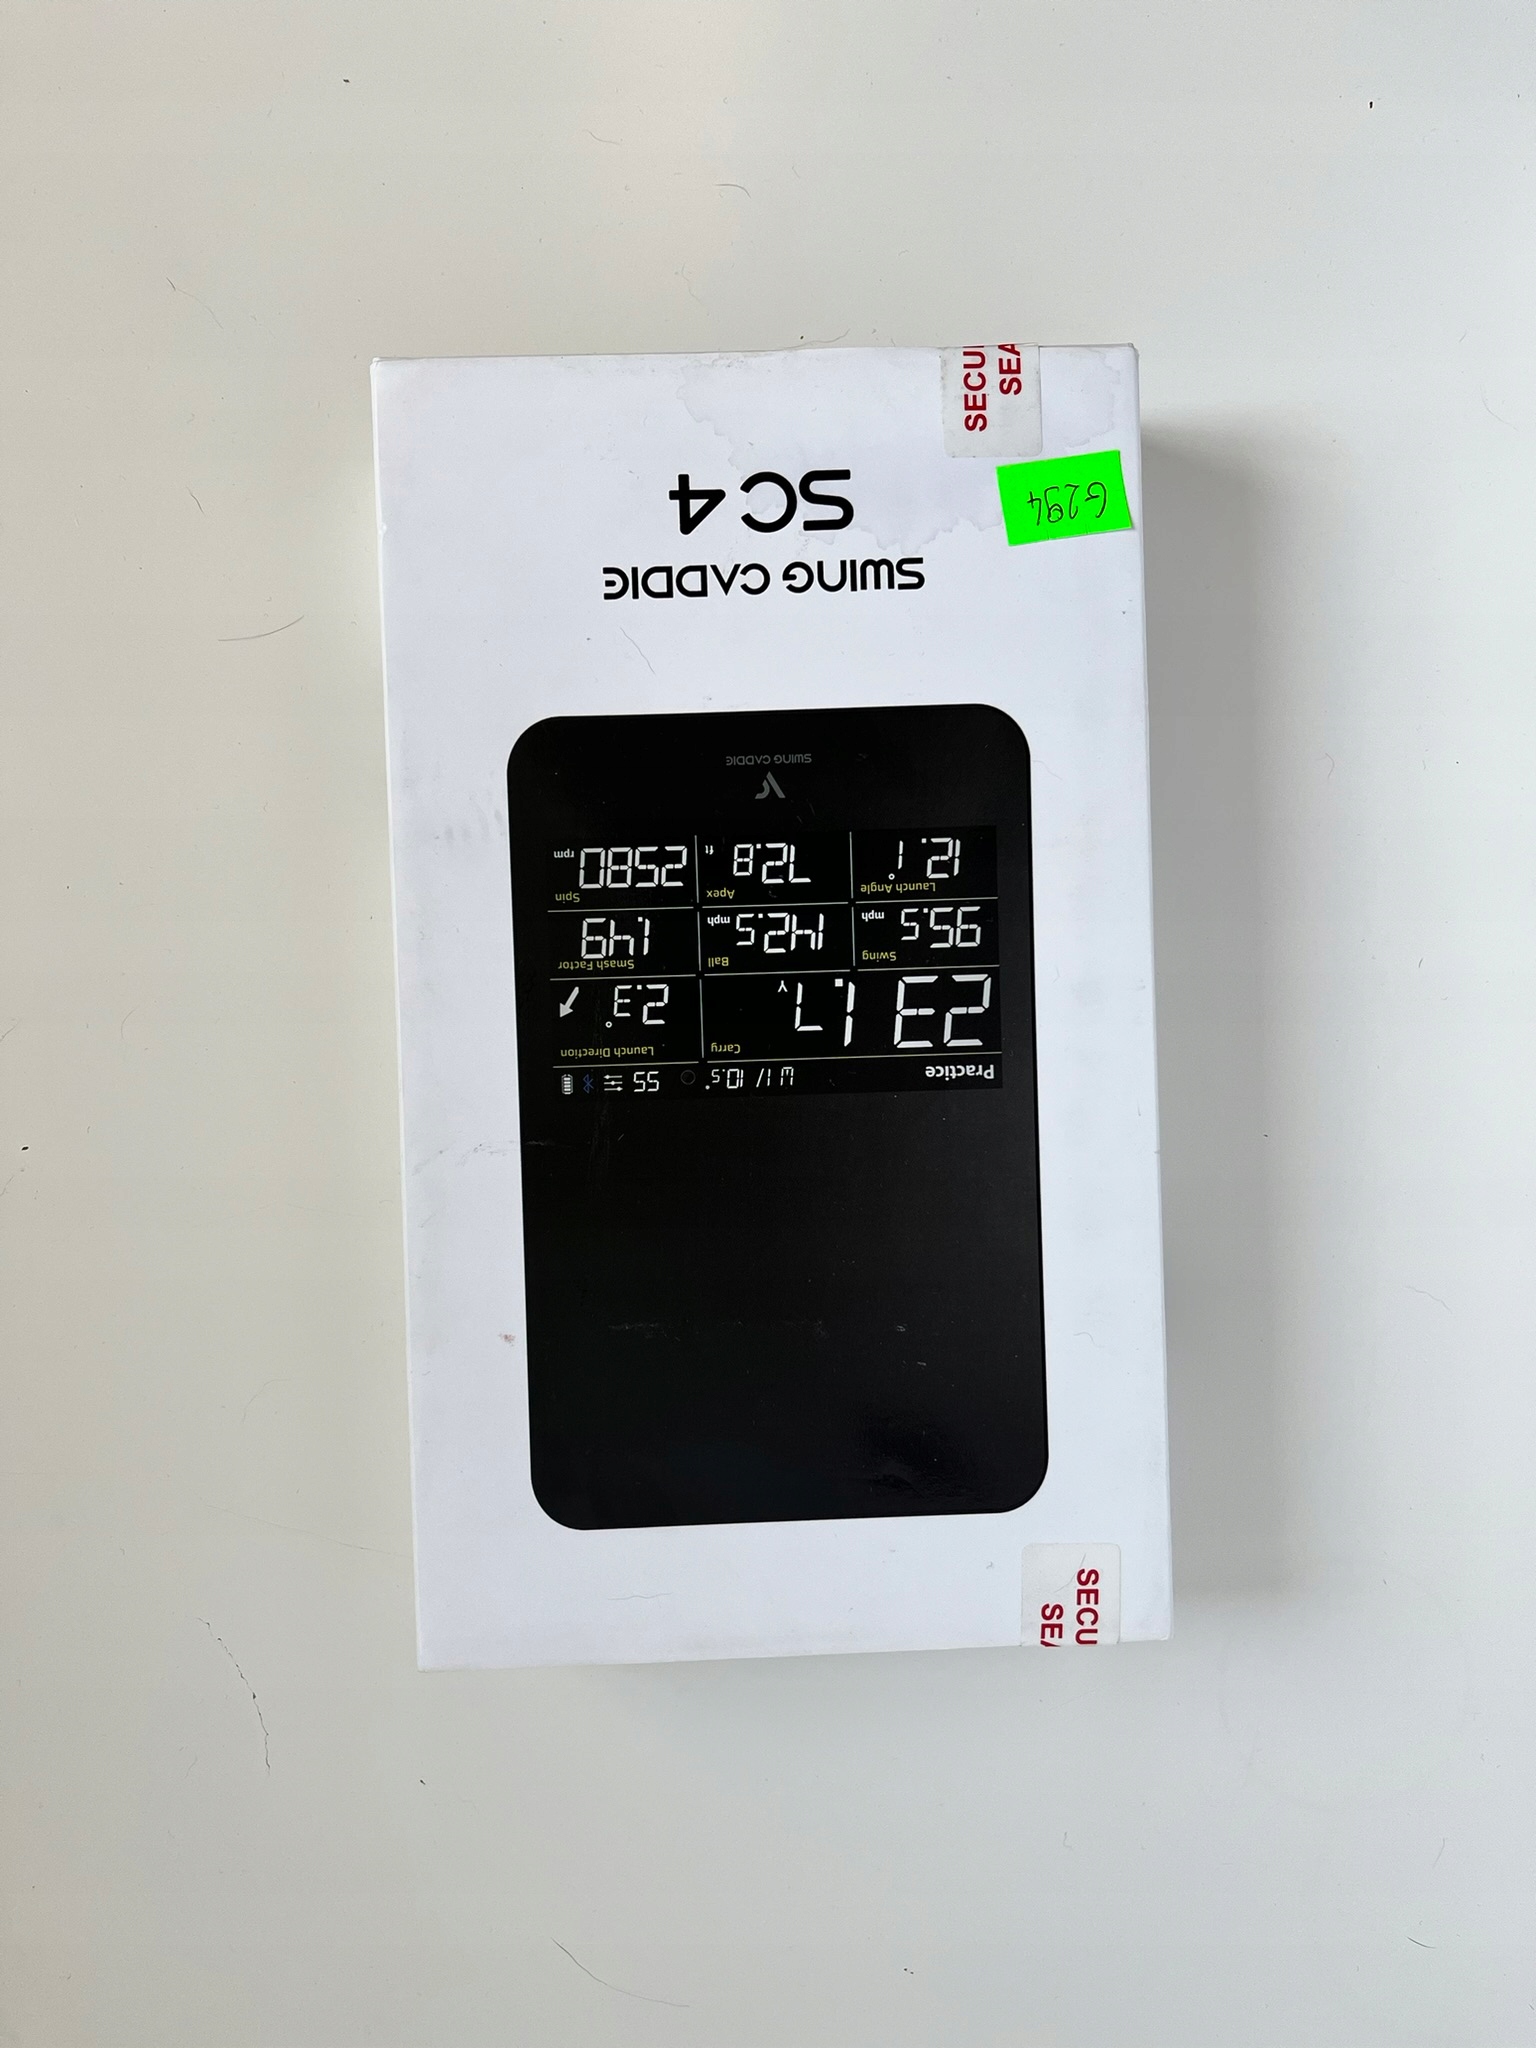 SWING CADDIE
SC4
G294
Practice
W 1 / 10.5°
55
Carry
231.7 Y
Launch Direction
2.3°
Swing
95.5 mph
Ball
142.5 mph
Smash Factor
1.49
Launch Angle
12.1°
Apex
72.8 ft
Spin
2580 rpm
SWING CADDIE
SECU
SEA
SECU
SEA